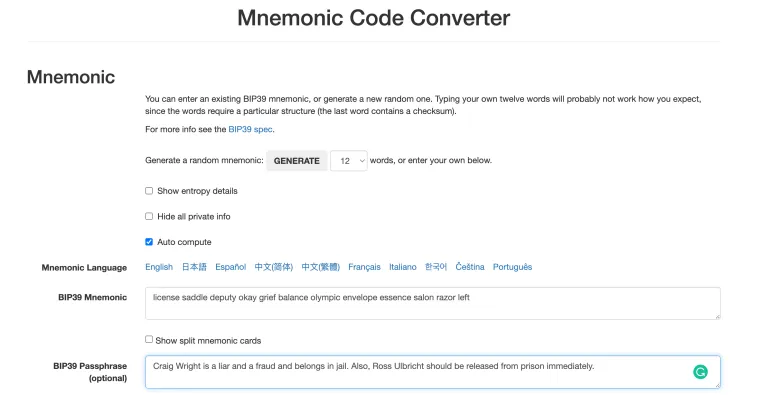 Mnemonic Code Converter
Mnemonic
You can enter an existing BIP39 mnemonic, or generate a new random one. Typing your own twelve words will probably not work how you expect,
since the words require a particular structure (the last word contains a checksum).
For more info see the BIP39 spec.
Generate a random mnemonic: GENERATE 12 words, or enter your own below.
Show entropy details
Hide all private info
Auto compute
Mnemonic Language English 日本語 Español 中文(简体) 中文(繁體) Français Italiano 한국어 Čeština Português
BIP39 Mnemonic license saddle deputy okay grief balance olympic envelope essence salon razor left
Show split mnemonic cards
BIP39 Passphrase Craig Wright is a liar and a fraud and belongs in jail. Also, Ross Ulbricht should be released from prison immediately.
(optional)